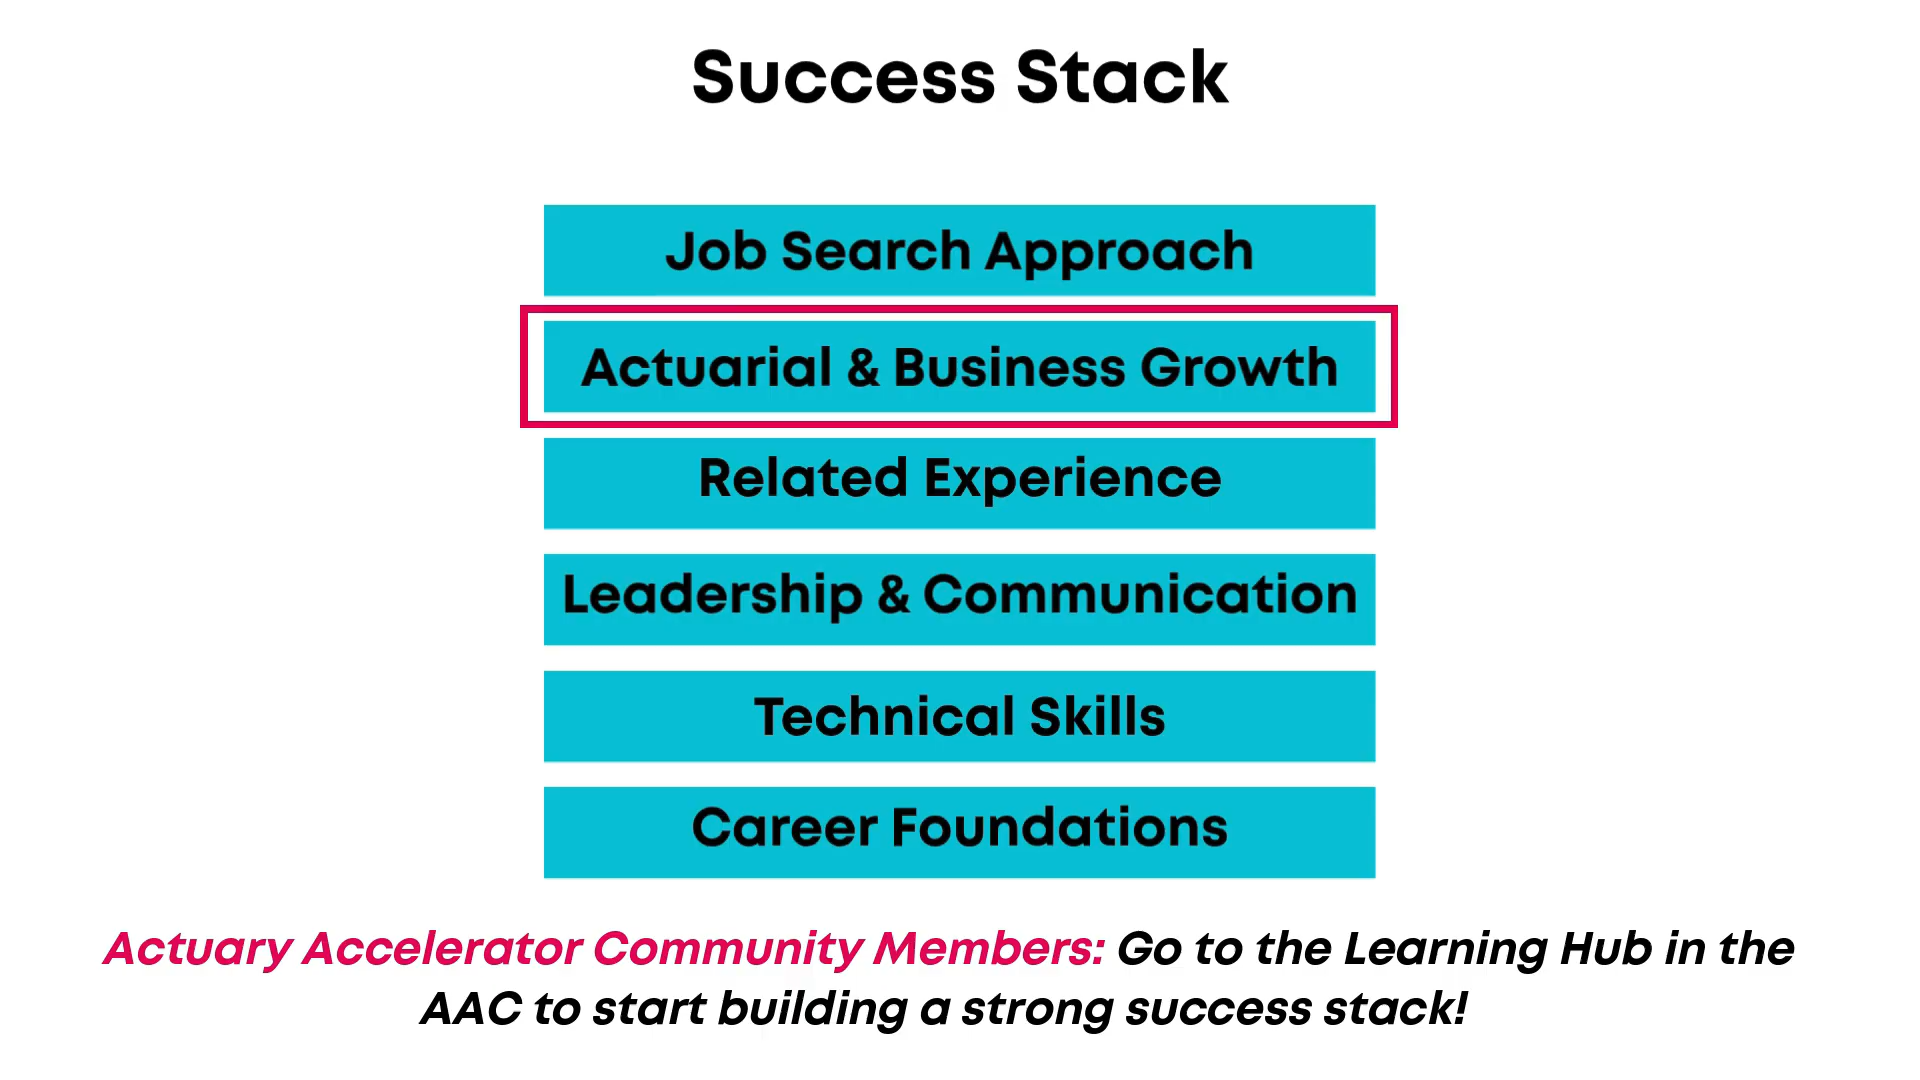 Success Stack
Job Search Approach
Actuarial & Business Growth
Related Experience
Leadership & Communication
Technical Skills
Career Foundations
Actuary Accelerator Community Members: Go to the Learning Hub in the
AAC to start building a strong success stack!